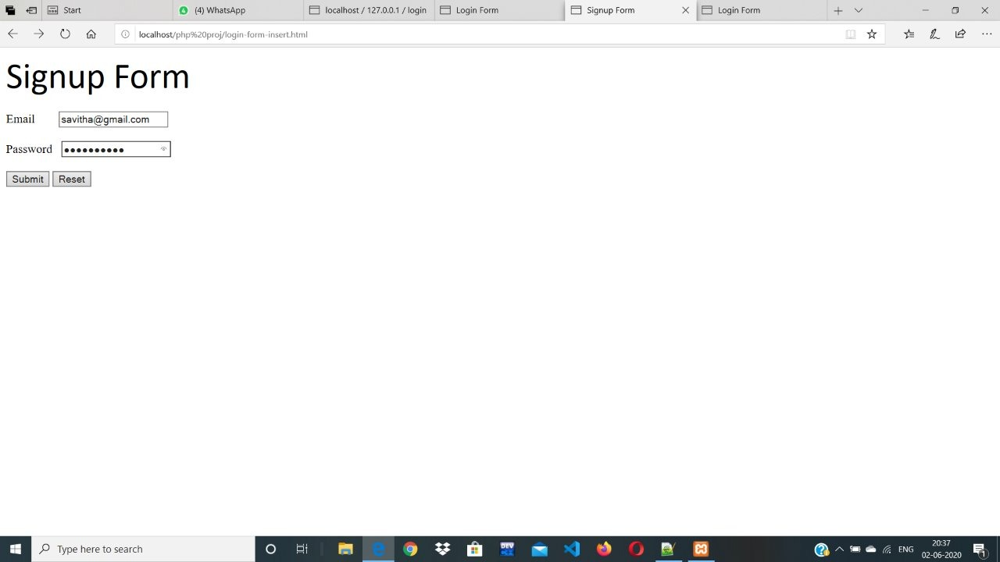 Start
(4) WhatsApp
localhost / 127.0.0.1 / login
Login Form
Signup Form
Login Form
localhost/php%20proj/login-form-insert.html
Signup Form
Email savitha@gmail.com
Password ••••••••••
Submit Reset
Type here to search
DEV
ENG
20:37
02-06-2020
1